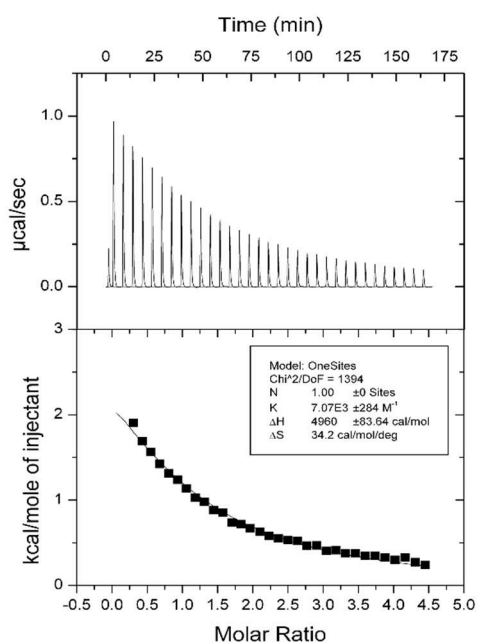 Time (min)
0 25 50 75 100 125 150 175
1.0
0.5
0.0
µcal/sec
3
2
1
0
kcal/mole of injectant
Model: OneSites
Chi^2/DoF = 1394
N 1.00 ±0 Sites
K 7.07E3 ±284 M⁻¹
ΔH 4960 ±83.64 cal/mol
ΔS 34.2 cal/mol/deg
-0.5 0.0 0.5 1.0 1.5 2.0 2.5 3.0 3.5 4.0 4.5 5.0
Molar Ratio